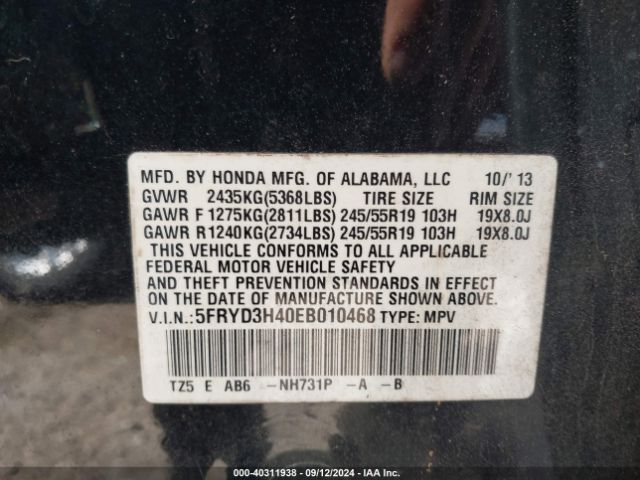 MFD. BY HONDA MFG. OF ALABAMA, LLC 10/'13
GVWR 2435KG(5368LBS) TIRE SIZE RIM SIZE
GAWR F 1275KG(2811LBS) 245/55R19 103H 19X8.0J
GAWR R 1240KG(2734LBS) 245/55R19 103H 19X8.0J
THIS VEHICLE CONFORMS TO ALL APPLICABLE
FEDERAL MOTOR VEHICLE SAFETY
AND THEFT PREVENTION STANDARDS IN EFFECT
ON THE DATE OF MANUFACTURE SHOWN ABOVE.
V.I.N.:5FRYD3H40EB010468 TYPE: MPV
TZ5 E AB6 -NH731P -A -B
000-40311938 - 09/12/2024 - IAA Inc.